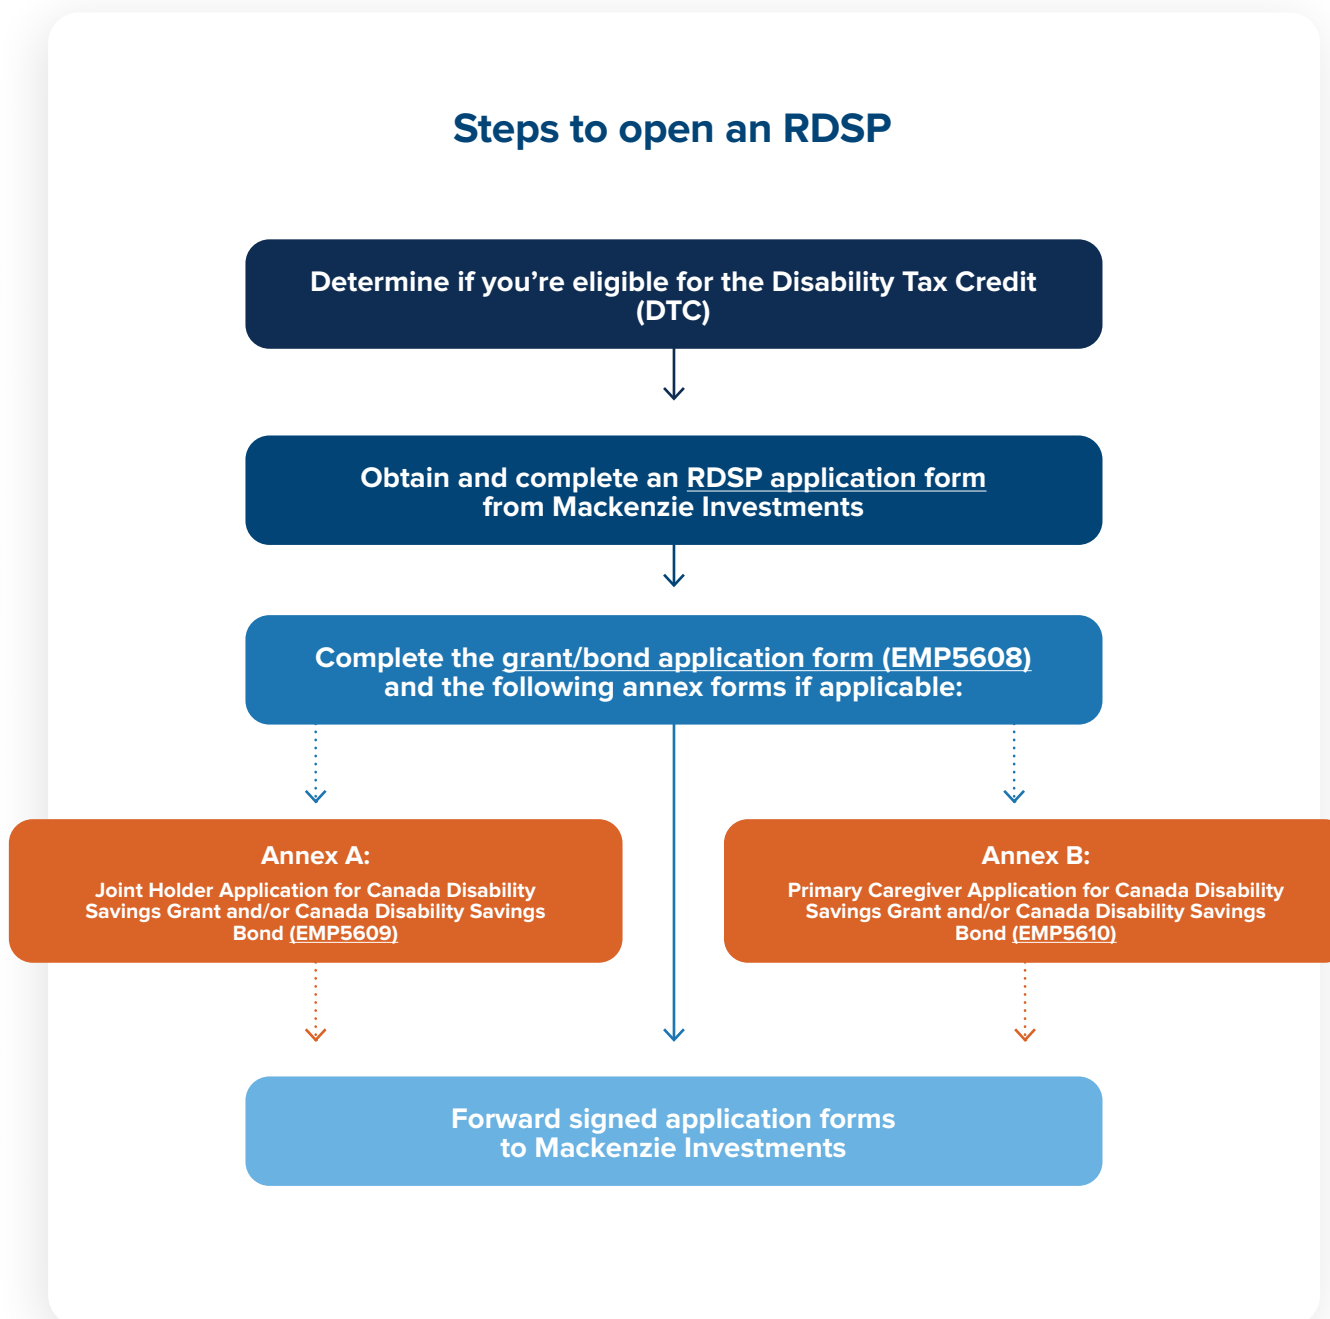 Steps to open an RDSP
Determine if you’re eligible for the Disability Tax Credit
(DTC)
Obtain and complete an RDSP application form
from Mackenzie Investments
Complete the grant/bond application form (EMP5608)
and the following annex forms if applicable:
Annex A:
Joint Holder Application for Canada Disability
Savings Grant and/or Canada Disability Savings
Bond (EMP5609)
Annex B:
Primary Caregiver Application for Canada Disability
Savings Grant and/or Canada Disability Savings
Bond (EMP5610)
Forward signed application forms
to Mackenzie Investments